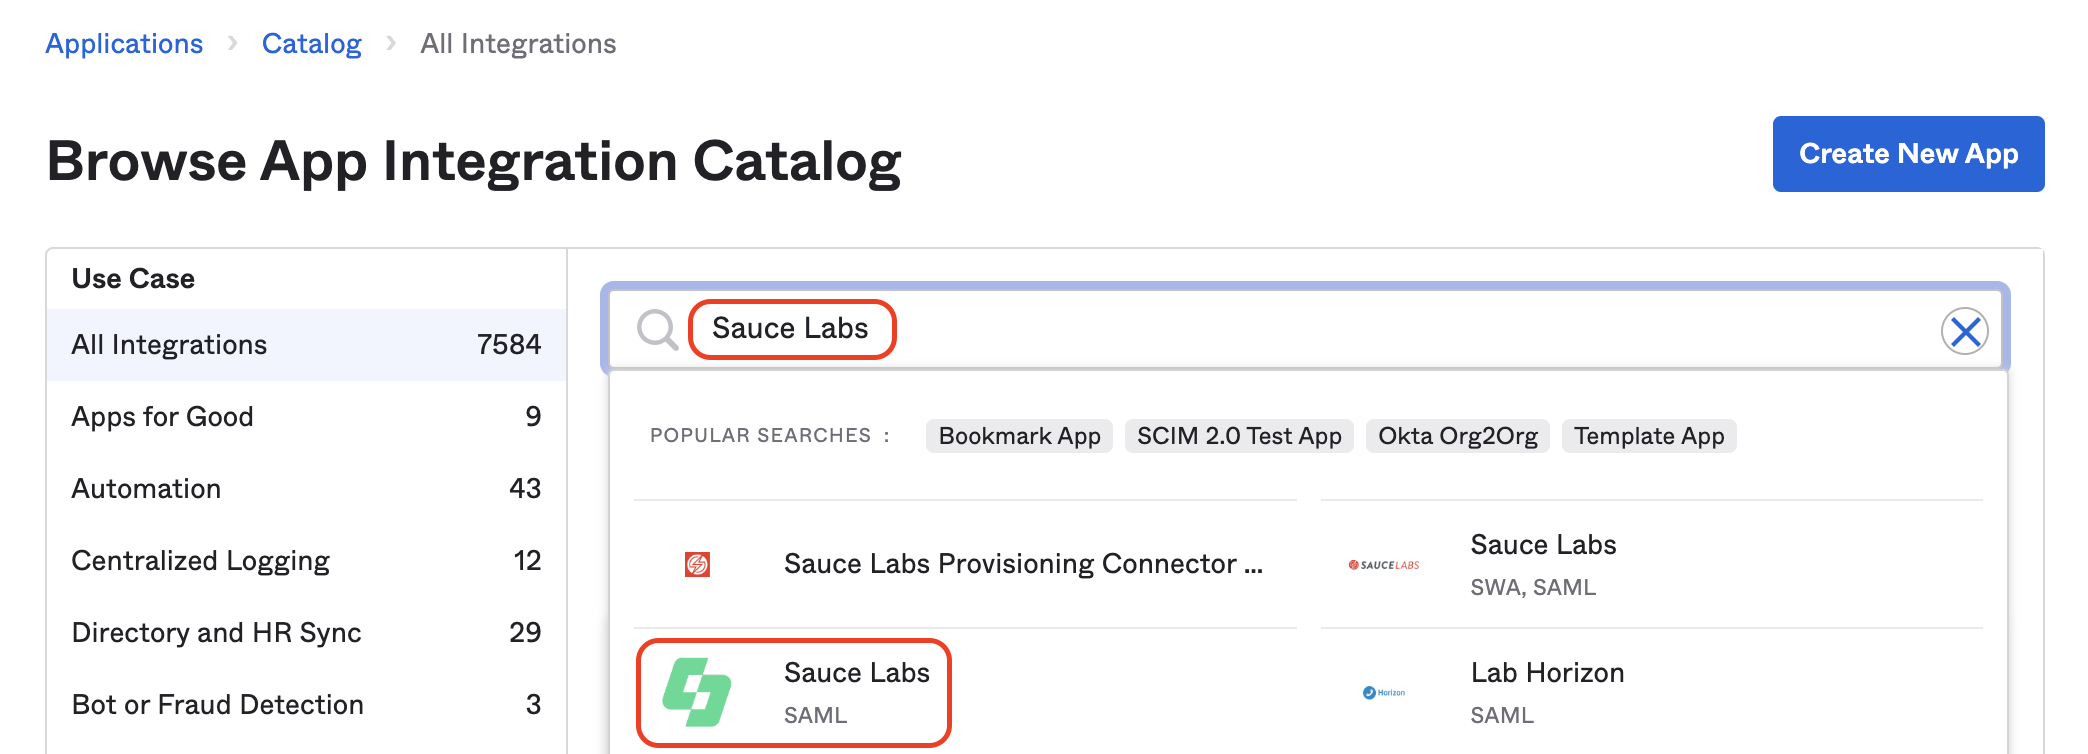 Applications > Catalog > All Integrations
Browse App Integration Catalog
Create New App
Use Case
All Integrations 7584
Apps for Good 9
Automation 43
Centralized Logging 12
Directory and HR Sync 29
Bot or Fraud Detection 3
Sauce Labs
POPULAR SEARCHES : Bookmark App SCIM 2.0 Test App Okta Org2Org Template App
Sauce Labs Provisioning Connector ...
SAUCELABS
Sauce Labs
SWA, SAML
Sauce Labs
SAML
Horizon
Lab Horizon
SAML